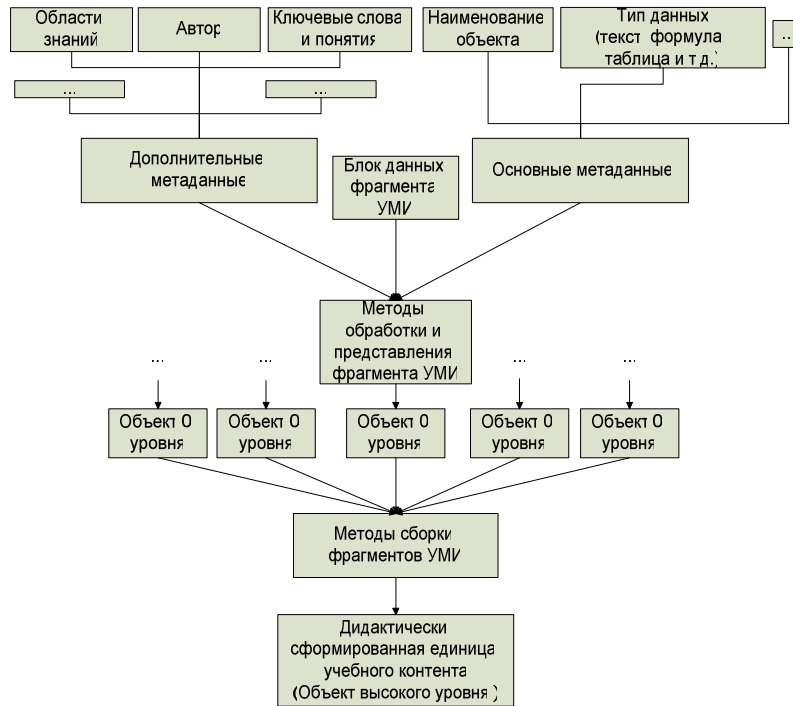 Области
знаний
Автор
Ключевые слова
и понятия
Наименование
объекта
Тип данных
(текст формула
таблица и т д.)
...
...
...
Дополнительные
метаданные
Блок данных
фрагмента
УМИ
Основные метаданные
Методы
обработки и
представления
фрагмента УМИ
...
...
...
...
Объект 0
уровня
Объект 0
уровня
Объект 0
уровня
Объект 0
уровня
Объект 0
уровня
Методы сборки
фрагментов УМИ
Дидактически
сформированная единица
учебного контента
(Объект высокого уровня )